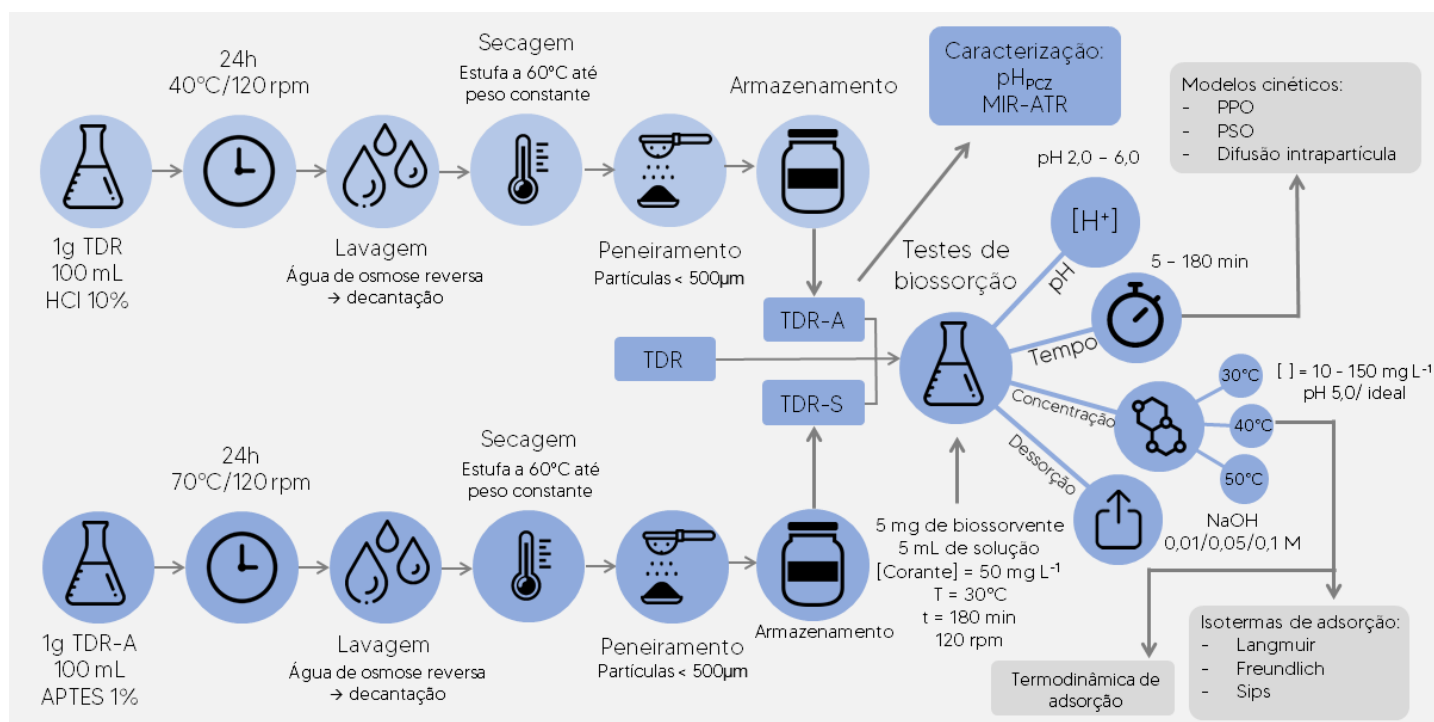 24h
40°C/120 rpm
Secagem
Estufa a 60°C até
peso constante
Armazenamento
1g TDR
100 mL
HCl 10%
Lavagem
Água de osmose reversa
→ decantação
Peneiramento
Partículas < 500µm
Caracterização:
pHPCZ
MIR-ATR
Modelos cinéticos:
- PPO
- PSO
- Difusão intrapartícula
TDR-A
TDR
TDR-S
Testes de
biossorção
pH 2,0 – 6,0
[H⁺]
pH
5 – 180 min
Tempo
Concentração
30°C
40°C
50°C
[ ] = 10 - 150 mg L⁻¹
pH 5,0/ ideal
Dessorção
NaOH
0,01/0,05/0,1 M
5 mg de biossorvente
5 mL de solução
[Corante] = 50 mg L⁻¹
T = 30°C
t = 180 min
120 rpm
24h
70°C/120 rpm
Secagem
Estufa a 60°C até
peso constante
1g TDR-A
100 mL
APTES 1%
Lavagem
Água de osmose reversa
→ decantação
Peneiramento
Partículas < 500µm
Armazenamento
Termodinâmica de
adsorção
Isotermas de adsorção:
- Langmuir
- Freundlich
- Sips